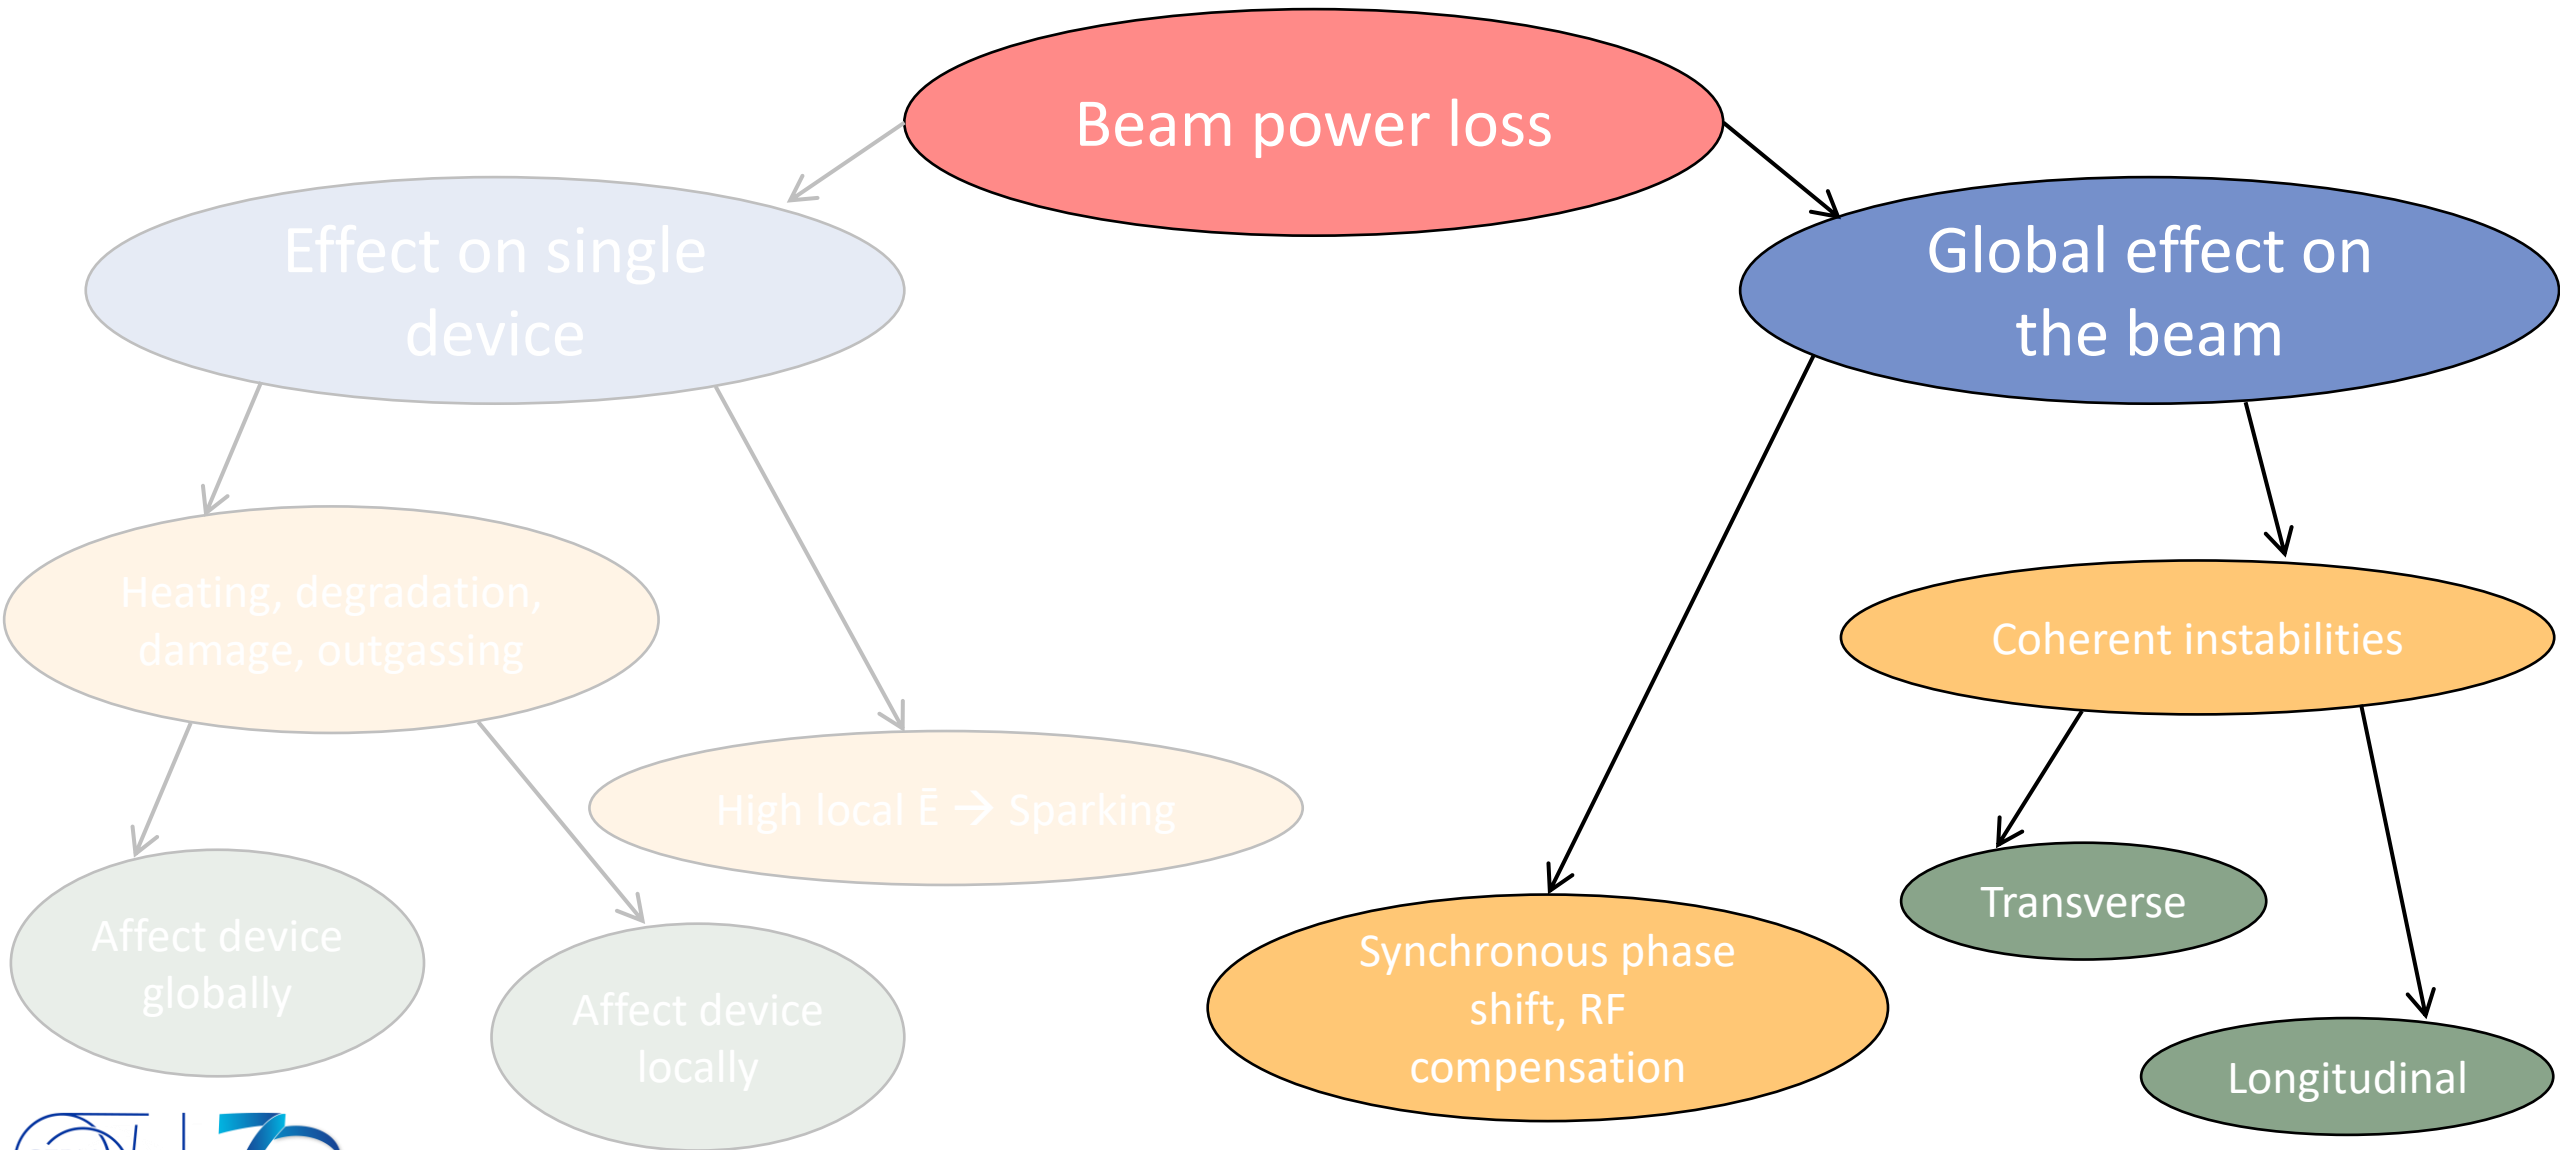 Beam power loss
Effect on single
device
Global effect on
the beam
Heating, degradation,
damage, outgassing
Coherent instabilities
High local Ē → Sparking
Transverse
Affect device
globally
Affect device
locally
Synchronous phase
shift, RF
compensation
Longitudinal